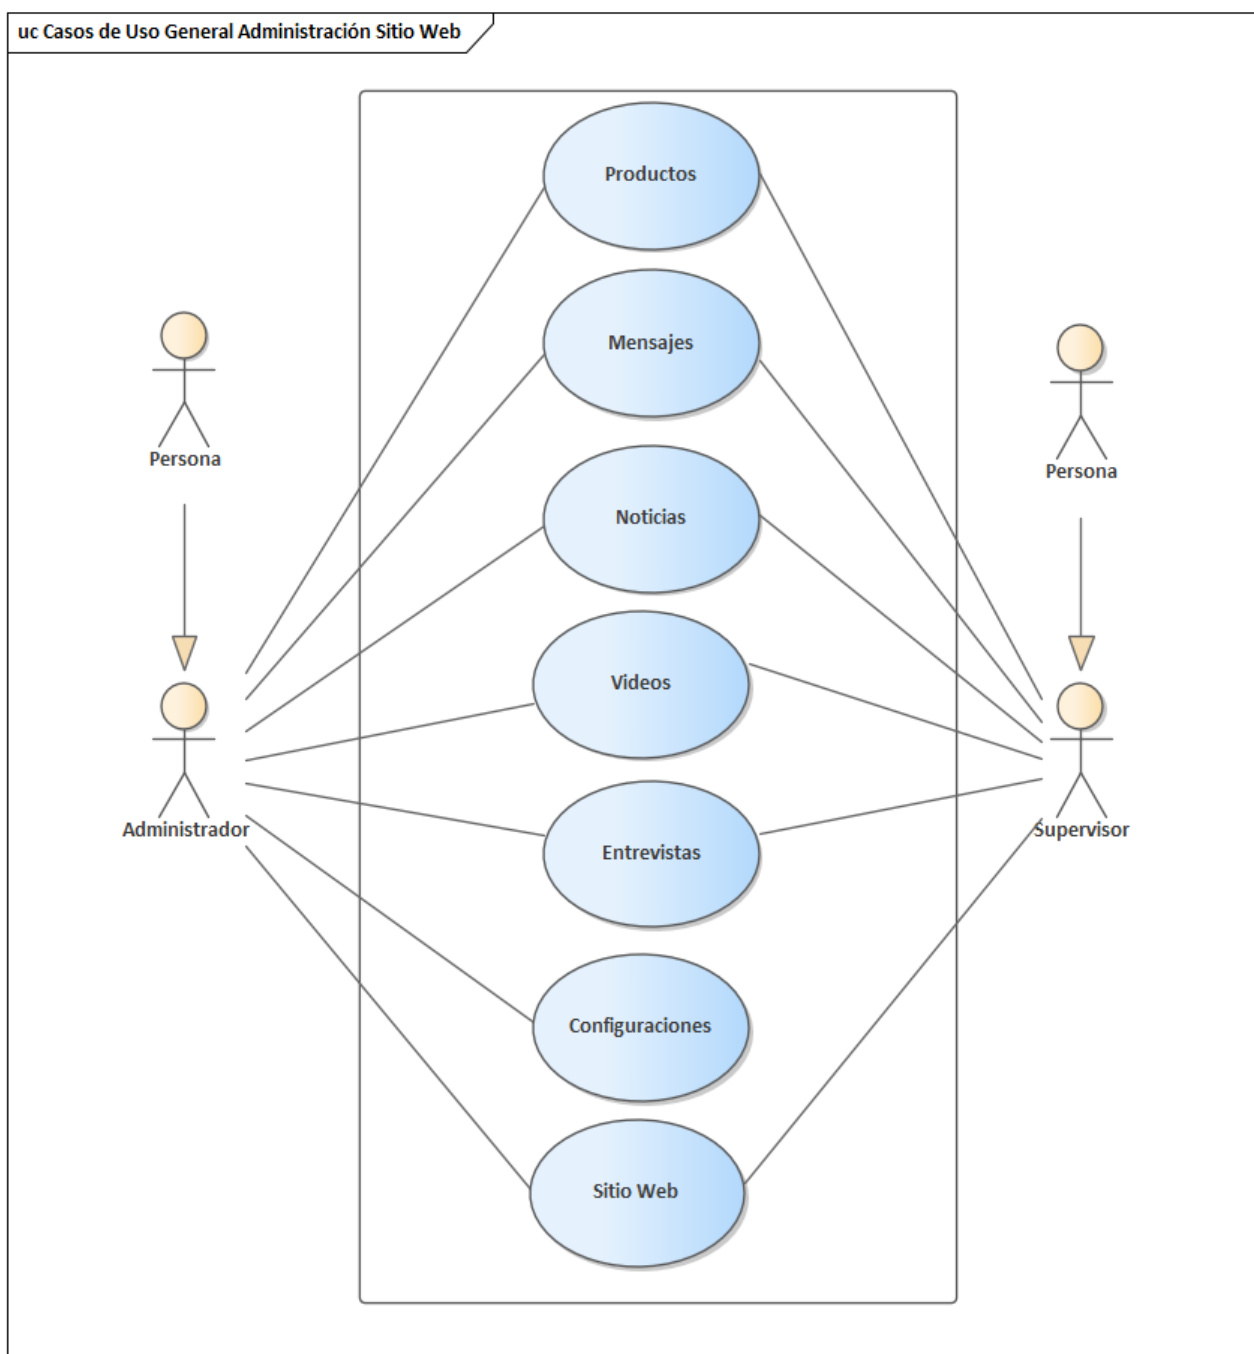 uc Casos de Uso General Administración Sitio Web
Productos
Mensajes
Persona
Persona
Noticias
Videos
Administrador
Supervisor
Entrevistas
Configuraciones
Sitio Web